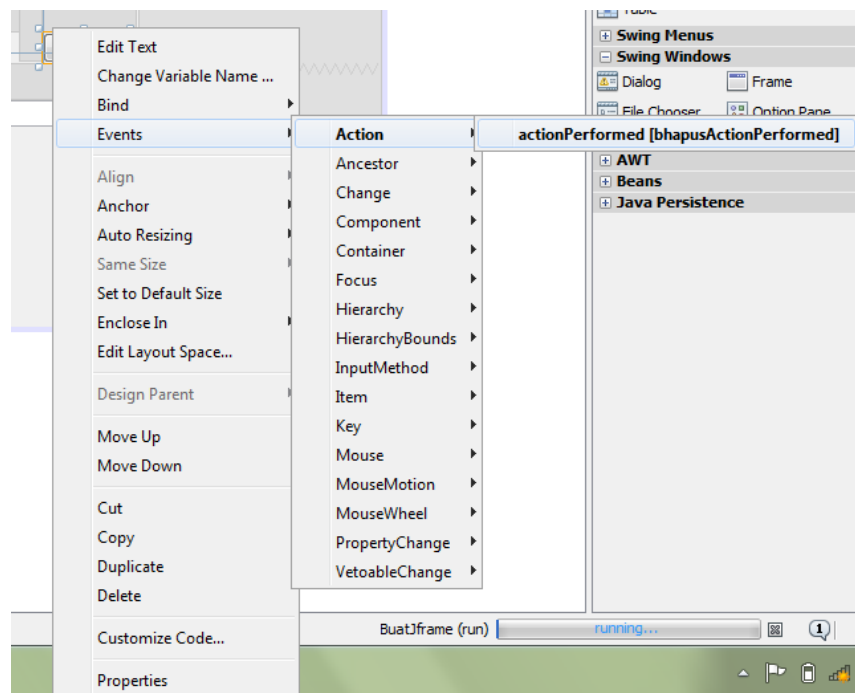 Edit Text
Change Variable Name ...
Bind
Events
Align
Anchor
Auto Resizing
Same Size
Set to Default Size
Enclose In
Edit Layout Space...
Design Parent
Move Up
Move Down
Cut
Copy
Duplicate
Delete
Customize Code...
Properties
Action
Ancestor
Change
Component
Container
Focus
Hierarchy
HierarchyBounds
InputMethod
Item
Key
Mouse
MouseMotion
MouseWheel
PropertyChange
VetoableChange
actionPerformed [bhapusActionPerformed]
Swing Menus
Swing Windows
Dialog Frame
File Chooser Option Pane
AWT
Beans
Java Persistence
BuatJframe (run) running...
1